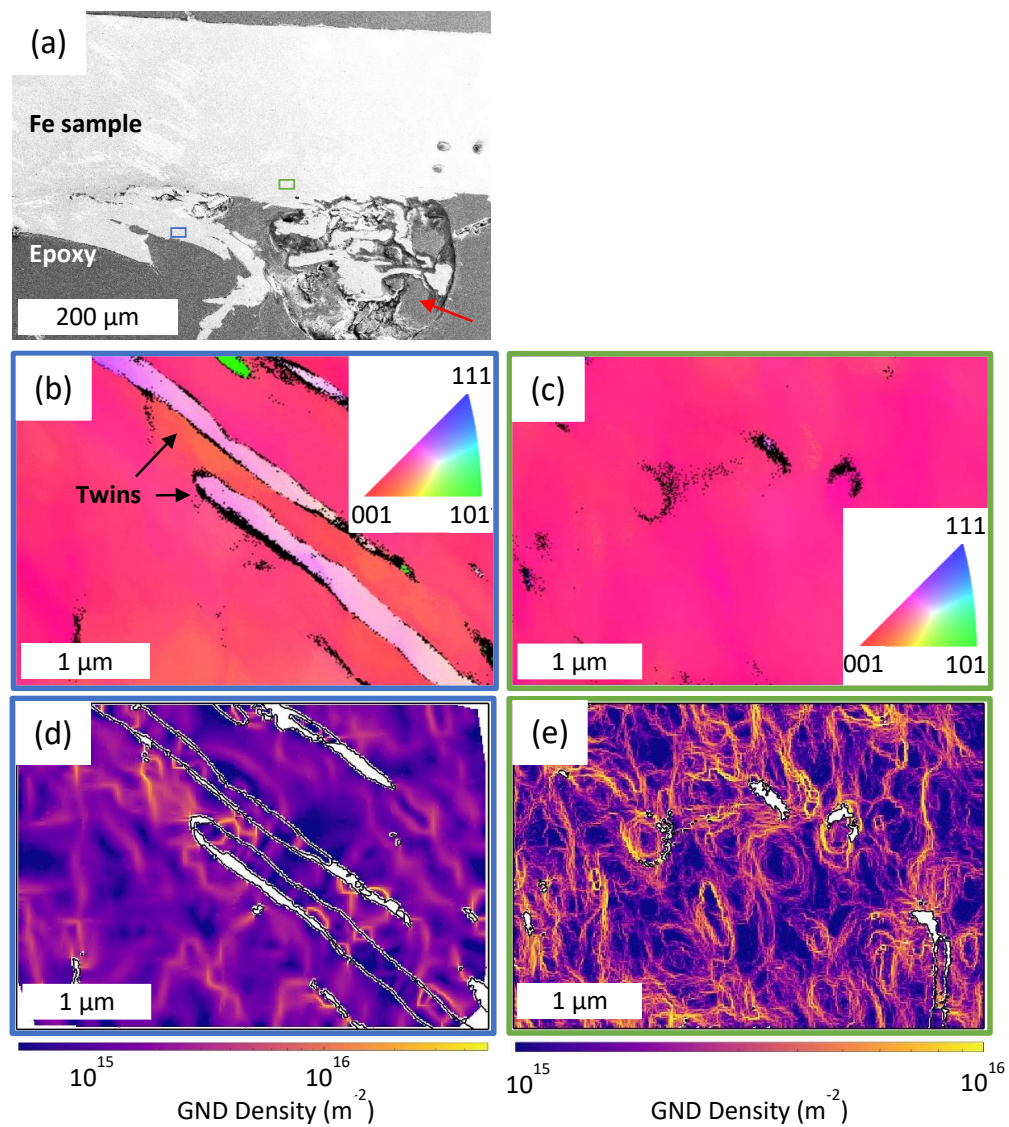 (a)
Fe sample
Epoxy
200 µm
(b)
111
Twins
001 101
1 µm
(c)
111
001 101
1 µm
(d)
1 µm
(e)
1 µm
10^15 10^16
GND Density (m^-2)
10^15 10^16
GND Density (m^-2)